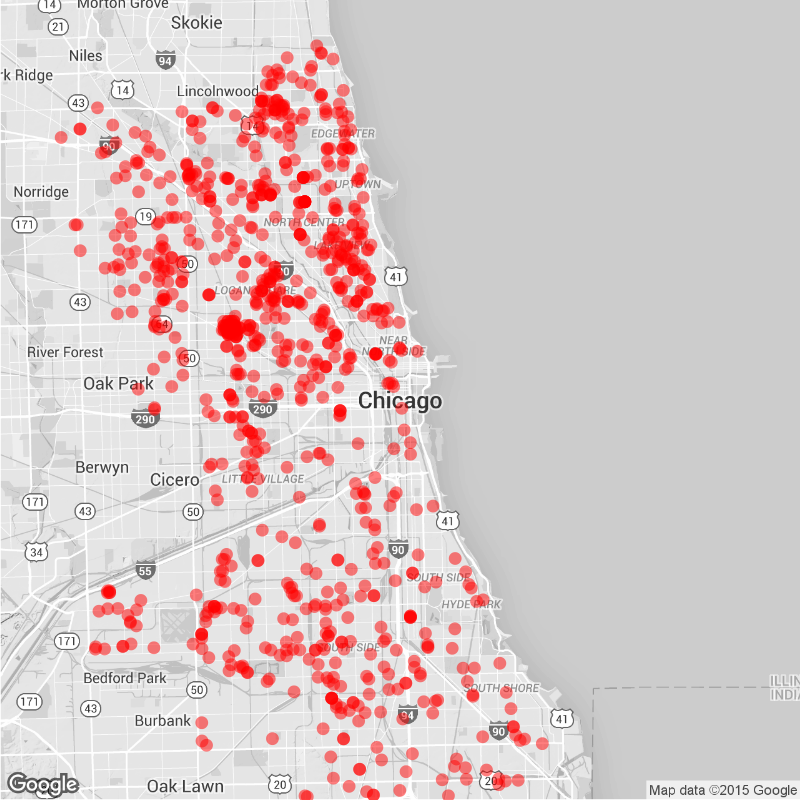 Morton Grove
14
21
Skokie
Niles
94
rk Ridge
14
Lincolnwood
43
14
EDGEWATER
90
Norridge
UPTOWN
19
171
NORTH CENTER
50
41
LOGAN SQUARE
43
64
NEAR
NORTH SIDE
River Forest
50
Oak Park
Chicago
290
290
Berwyn
Cicero
LITTLE VILLAGE
171
43
50
41
34
90
55
SOUTH SIDE
HYDE PARK
171
SOUTH SIDE
Bedford Park
50
SOUTH SHORE
ILLIN
INDIA
171
43
94
41
Burbank
90
Oak Lawn
20
20
Google
Map data ©2015 Google